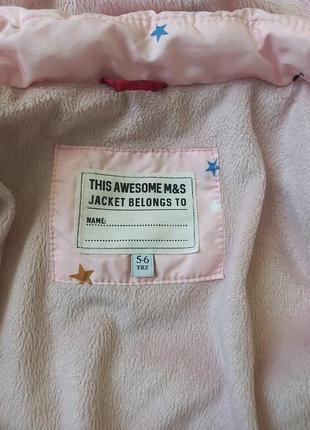 THIS AWESOME M&S
JACKET BELONGS TO
NAME:
5-6
YRS